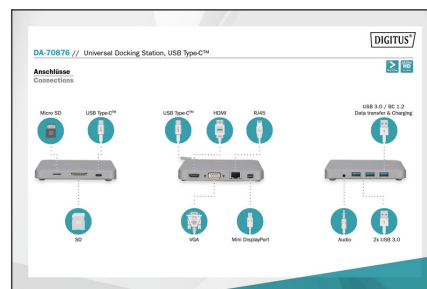 DIGITUS®
DA-70876 // Universal Docking Station, USB Type-C™
HD
Anschlüsse
Connections
Micro SD
USB Type-C™
USB Type-C™
HDMI
RJ45
USB 3.0 / BC 1.2
Data transfer & Charging
SD
VGA
Mini DisplayPort
Audio
2x USB 3.0